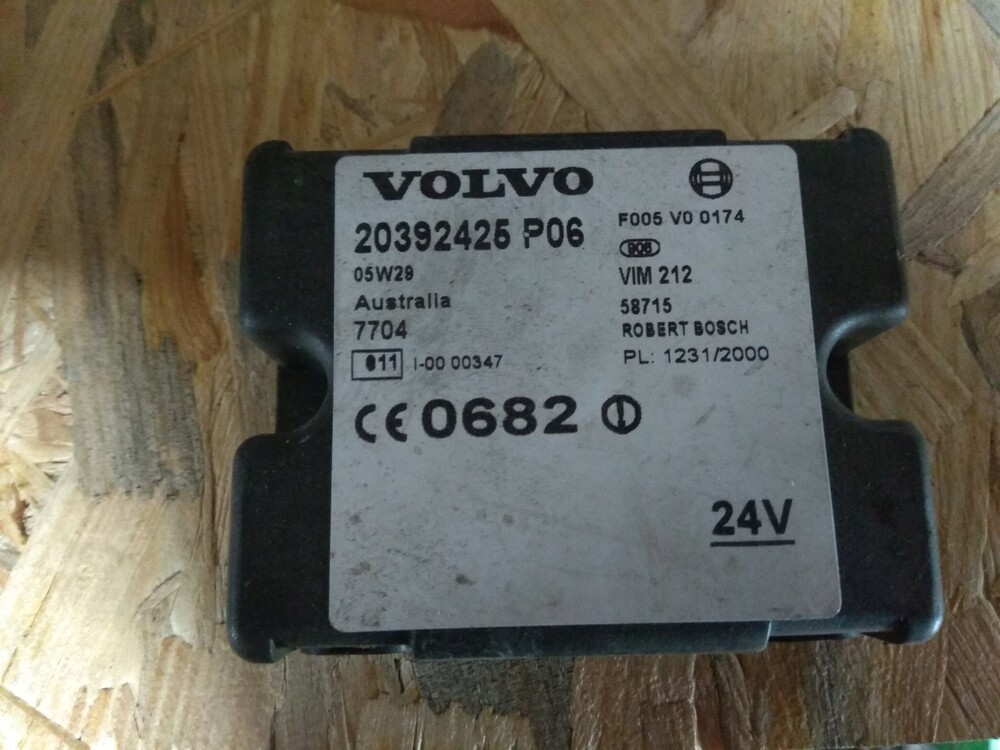 VOLVO
20392425 P06
05W29
Australia
7704
011 I-00 00347
CE 0682
F005 V0 0174
VIM 212
58715
ROBERT BOSCH
PL: 1231/2000
24V